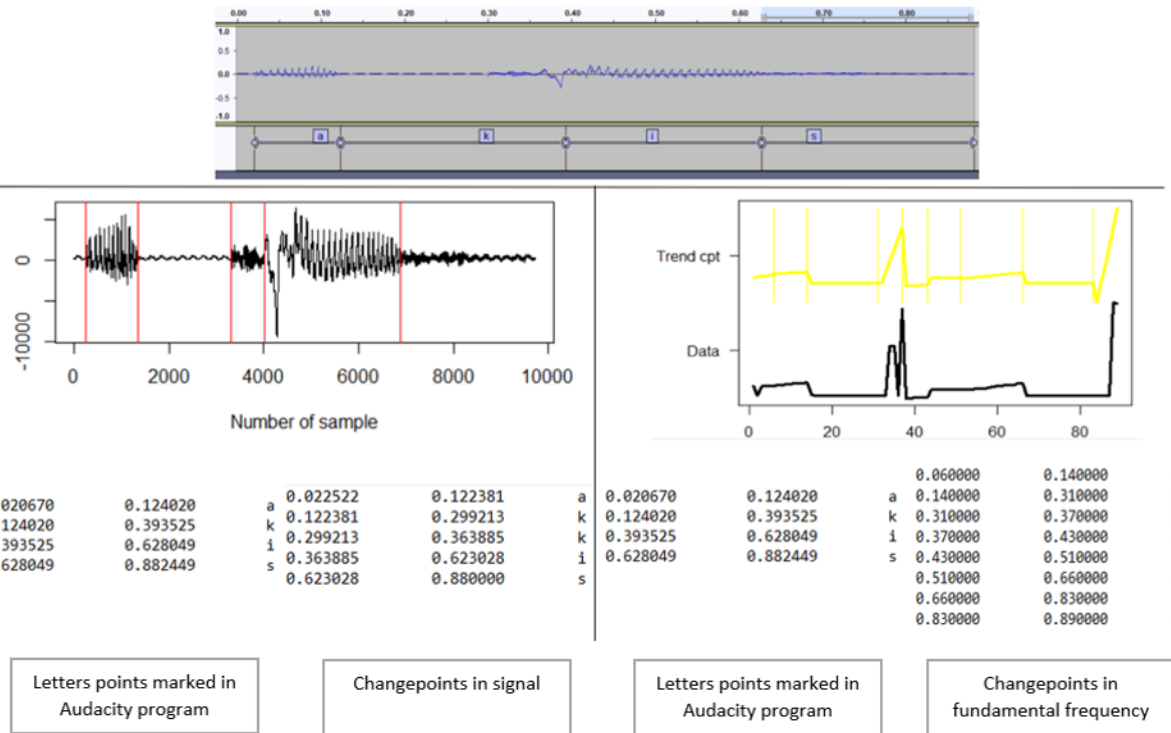 0.00 0.10 0.20 0.30 0.40 0.50 0.60 0.70 0.80
1.0
0.5
0.0
-0.5
-1.0
a k i s
0
-10000
0 2000 4000 6000 8000 10000
Number of sample
Trend cpt
Data
0 20 40 60 80
020670 0.124020 a
124020 0.393525 k
393525 0.628049 i
628049 0.882449 s
0.022522 0.122381 a
0.122381 0.299213 k
0.299213 0.363885 k
0.363885 0.623028 i
0.623028 0.880000 s
0.020670 0.124020 a
0.124020 0.393525 k
0.393525 0.628049 i
0.628049 0.882449 s
0.060000 0.140000
0.140000 0.310000
0.310000 0.370000
0.370000 0.430000
0.430000 0.510000
0.510000 0.660000
0.660000 0.830000
0.830000 0.890000
Letters points marked in
Audacity program
Changepoints in signal
Letters points marked in
Audacity program
Changepoints in
fundamental frequency